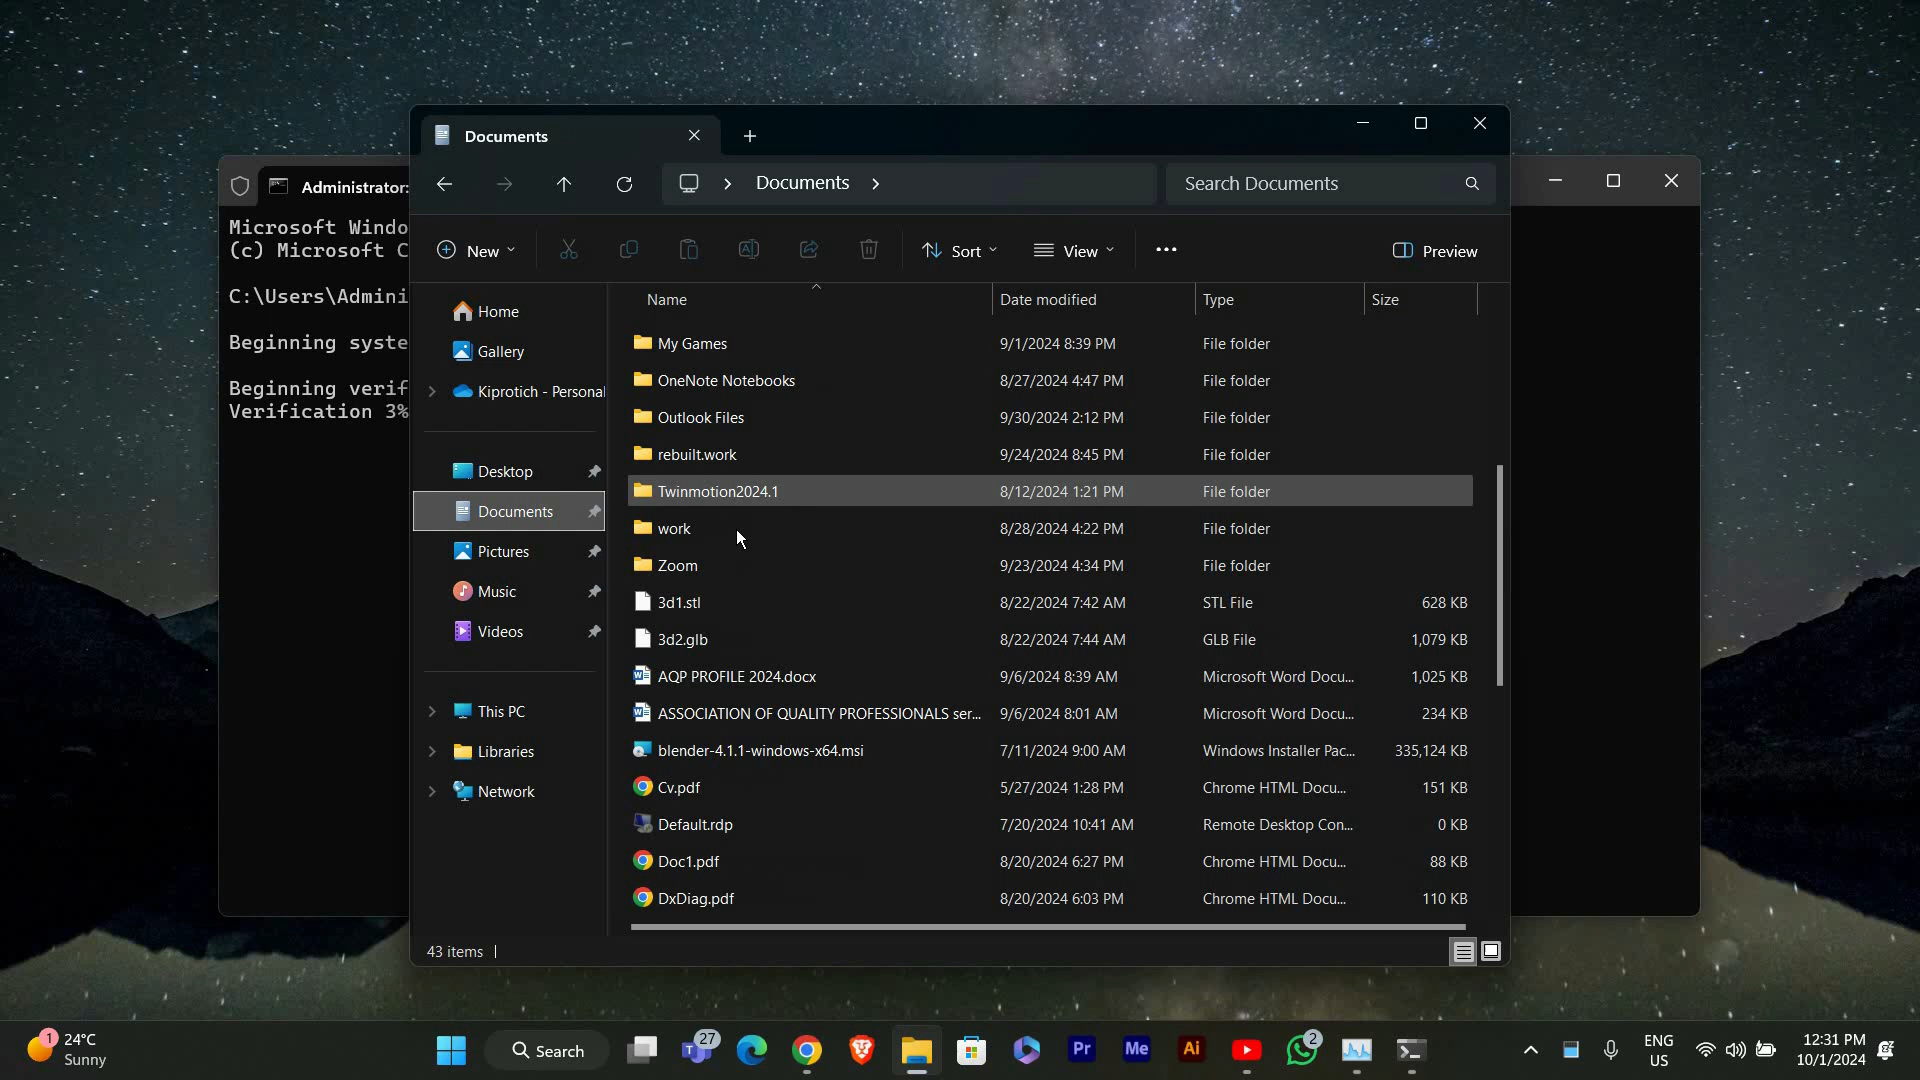 Administrator:
Microsoft Windo
(c) Microsoft C
C:\Users\Admini
Beginning syste
Beginning verif
Verification 3%
Documents
Documents
Search Documents
New
Sort
View
Preview
Home
Gallery
Kiprotich - Personal
Desktop
Documents
Pictures
Music
Videos
This PC
Libraries
Network
Name Date modified Type Size
My Games 9/1/2024 8:39 PM File folder
OneNote Notebooks 8/27/2024 4:47 PM File folder
Outlook Files 9/30/2024 2:12 PM File folder
rebuilt.work 9/24/2024 8:45 PM File folder
Twinmotion2024.1 8/12/2024 1:21 PM File folder
work 8/28/2024 4:22 PM File folder
Zoom 9/23/2024 4:34 PM File folder
3d1.stl 8/22/2024 7:42 AM STL File 628 KB
3d2.glb 8/22/2024 7:44 AM GLB File 1,079 KB
AQP PROFILE 2024.docx 9/6/2024 8:39 AM Microsoft Word Docu... 1,025 KB
ASSOCIATION OF QUALITY PROFESSIONALS ser... 9/6/2024 8:01 AM Microsoft Word Docu... 234 KB
blender-4.1.1-windows-x64.msi 7/11/2024 9:00 AM Windows Installer Pac... 335,124 KB
Cv.pdf 5/27/2024 1:28 PM Chrome HTML Docu... 151 KB
Default.rdp 7/20/2024 10:41 AM Remote Desktop Con... 0 KB
Doc1.pdf 8/20/2024 6:27 PM Chrome HTML Docu... 88 KB
DxDiag.pdf 8/20/2024 6:03 PM Chrome HTML Docu... 110 KB
43 items
1
24°C
Sunny
Search
27
Pr
Me
Ai
2
ENG
US
12:31 PM
10/1/2024